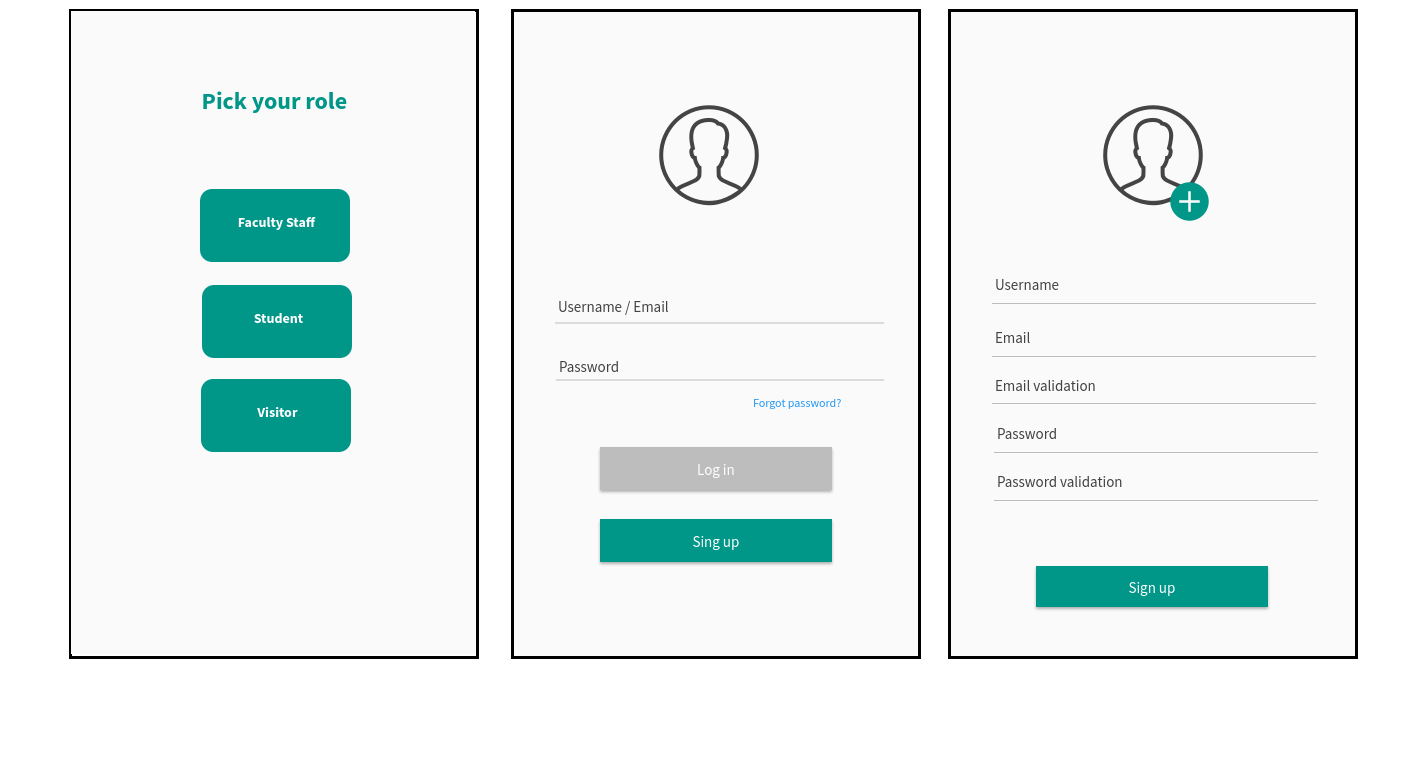 Pick your role
Faculty Staff
Student
Visitor
Username / Email
Password
Forgot password?
Log in
Sing up
Username
Email
Email validation
Password
Password validation
Sign up